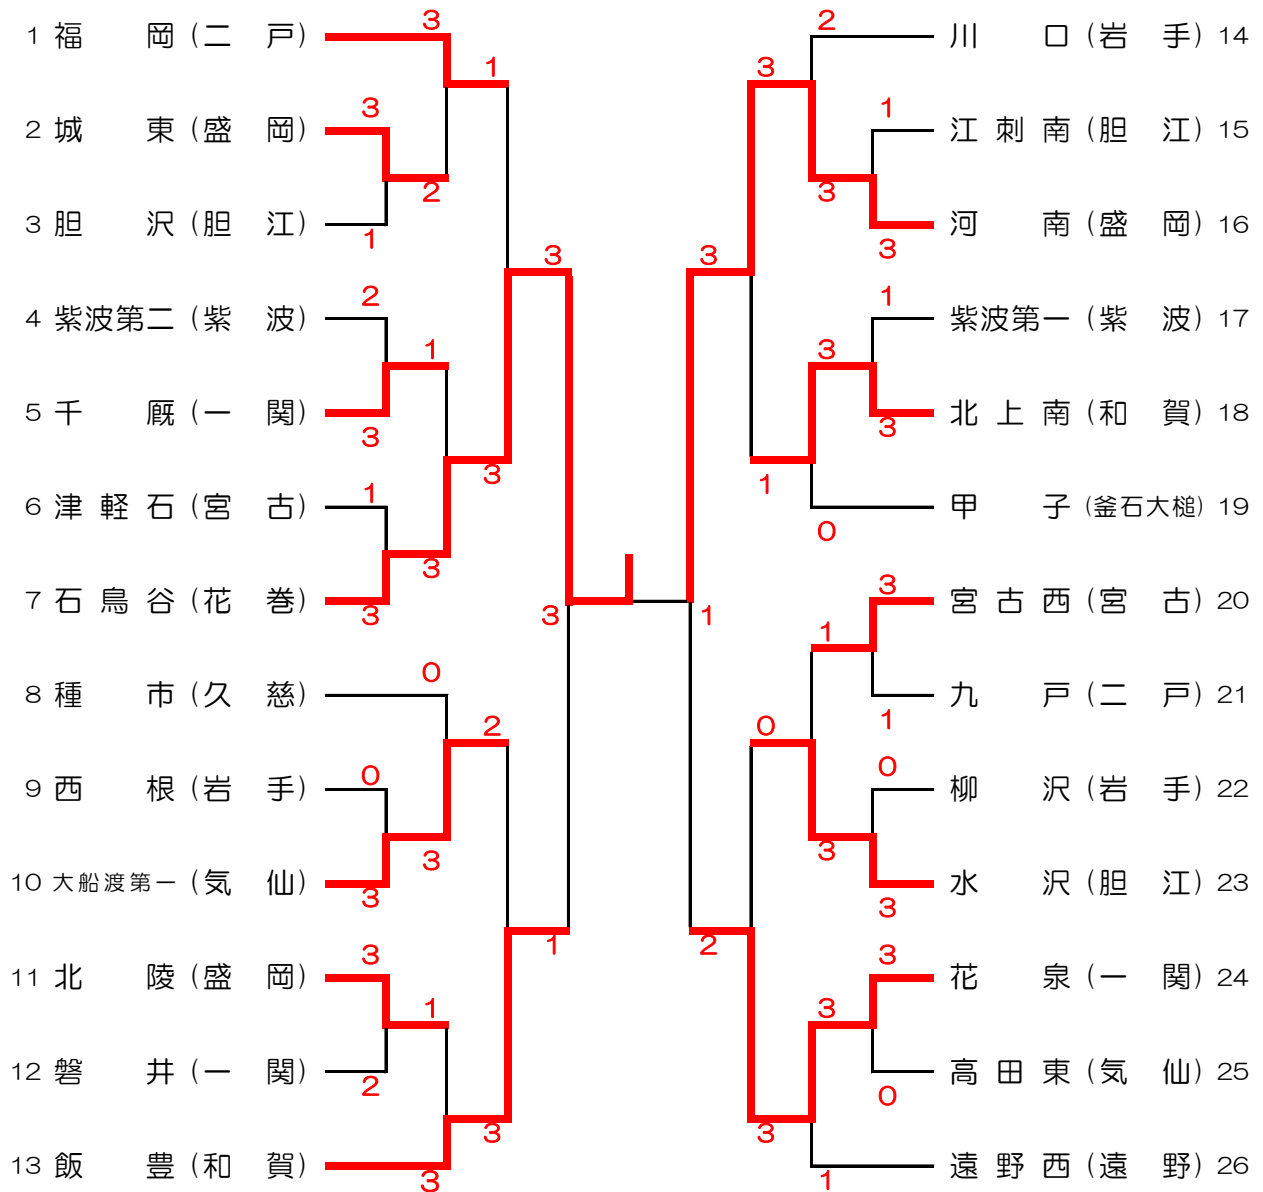 3
1 福岡(二戸)
1
3
2 城東(盛岡)
2
3 胆沢(胆江)
1
3
2
4 紫波第二(紫波)
1
5 千厩(一関)
3
3
1
6 津軽石(宮古)
3
7 石鳥谷(花巻)
3
3
0
8 種市(久慈)
2
0
9 西根(岩手)
3
10 大船渡第一(気仙)
3
1
3
11 北陵(盛岡)
1
12 磐井(一関)
2
3
13 飯豊(和賀)
3
2
川口(岩手) 14
3
1
江刺南(胆江) 15
3
河南(盛岡) 16
3
3
1
紫波第一(紫波) 17
3
北上南(和賀) 18
3
1
甲子(釜石大槌) 19
0
3
宮古西(宮古) 20
1
1
九戸(二戸) 21
1
0
0
柳沢(岩手) 22
3
水沢(胆江) 23
3
2
3
花泉(一関) 24
3
高田東(気仙) 25
0
3
遠野西(遠野) 26
1